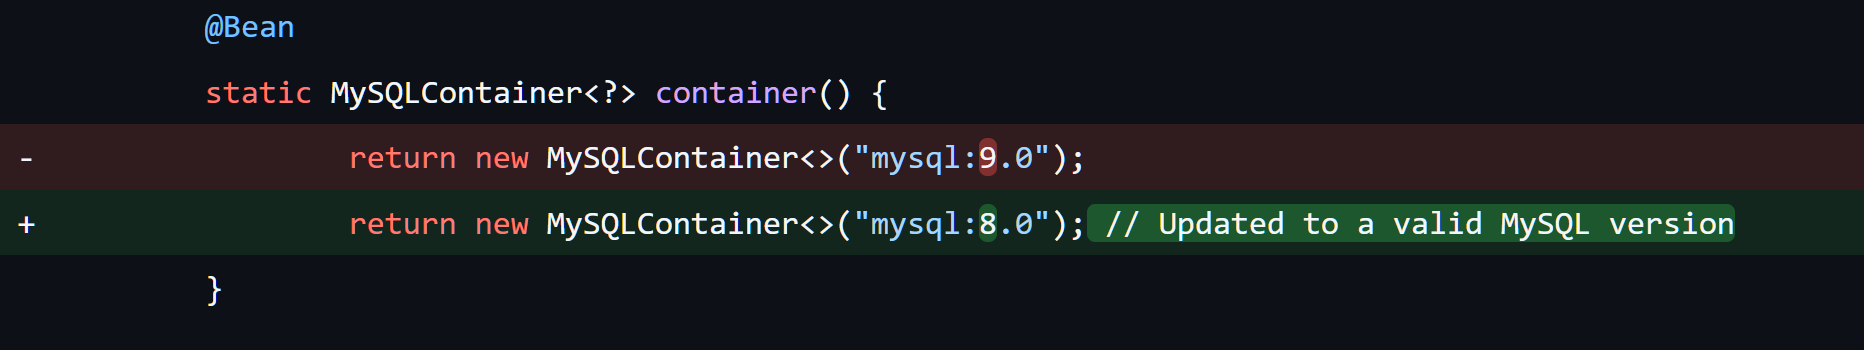 @Bean
static MySQLContainer<?> container() {
- return new MySQLContainer<>("mysql:9.0");
+ return new MySQLContainer<>("mysql:8.0"); // Updated to a valid MySQL version
}